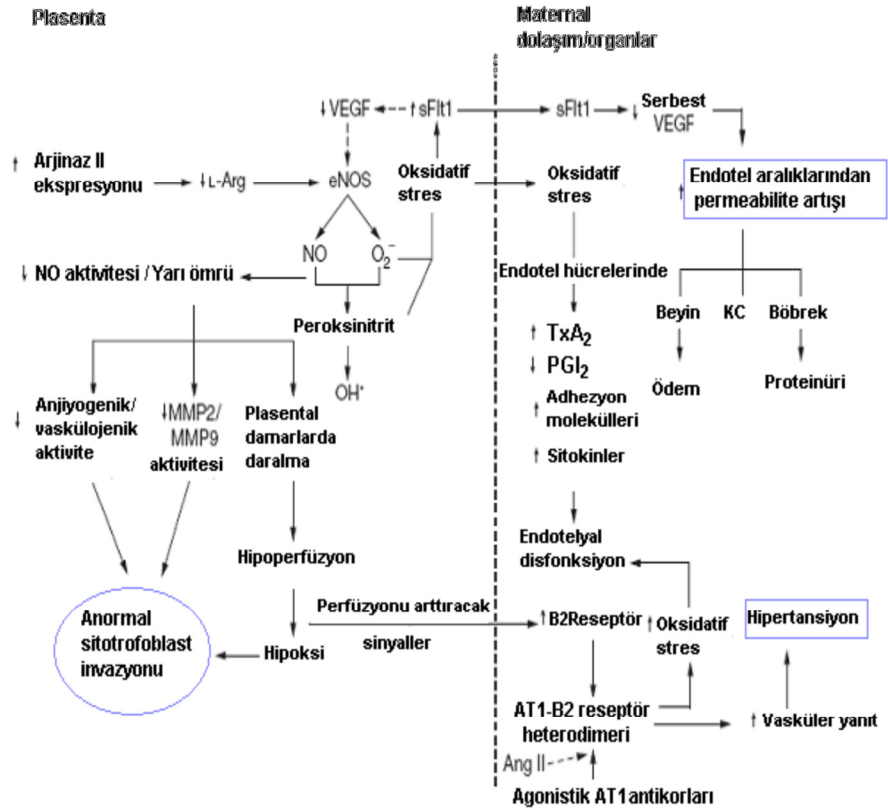 Plasenta
Maternal
dolaşım/organlar
↓VEGF
↑sFlt1
sFlt1
↓ Serbest
VEGF
↑ Arjinaz II
ekspresyonu
↓L-Arg
eNOS
Oksidatif
stres
Oksidatif
stres
↑ Endotel aralıklarından
permeabilite artışı
NO
O2-
↓ NO aktivitesi / Yarı ömrü
Endotel hücrelerinde
Peroksinitrit
Beyin
KC
Böbrek
↑ TxA2
↓ PGI2
OH•
Ödem
Proteinüri
↓ Anjiyogenik/
vaskülojenik
aktivite
↓MMP2/
MMP9
aktivitesi
Plasental
damarlarda
daralma
↑ Adhezyon
molekülleri
↑ Sitokinler
Endotelyal
disfonksiyon
Hipoperfüzyon
Anormal
sitotrofoblast
invazyonu
Hipoksi
Perfüzyonu arttıracak
sinyaller
↑B2Reseptör
↑Oksidatif
stres
Hipertansiyon
AT1-B2 reseptör
heterodimeri
↑ Vasküler yanıt
Ang II
Agonistik AT1antikorları